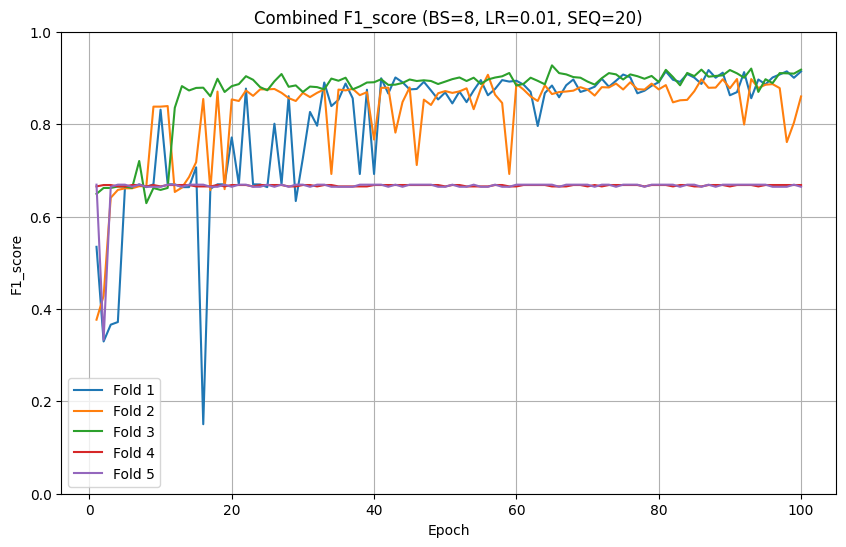 Combined F1_score (BS=8, LR=0.01, SEQ=20)
1.0
0.8
0.6
0.4
0.2
0.0
F1_score
Fold 1
Fold 2
Fold 3
Fold 4
Fold 5
0 20 40 60 80 100
Epoch